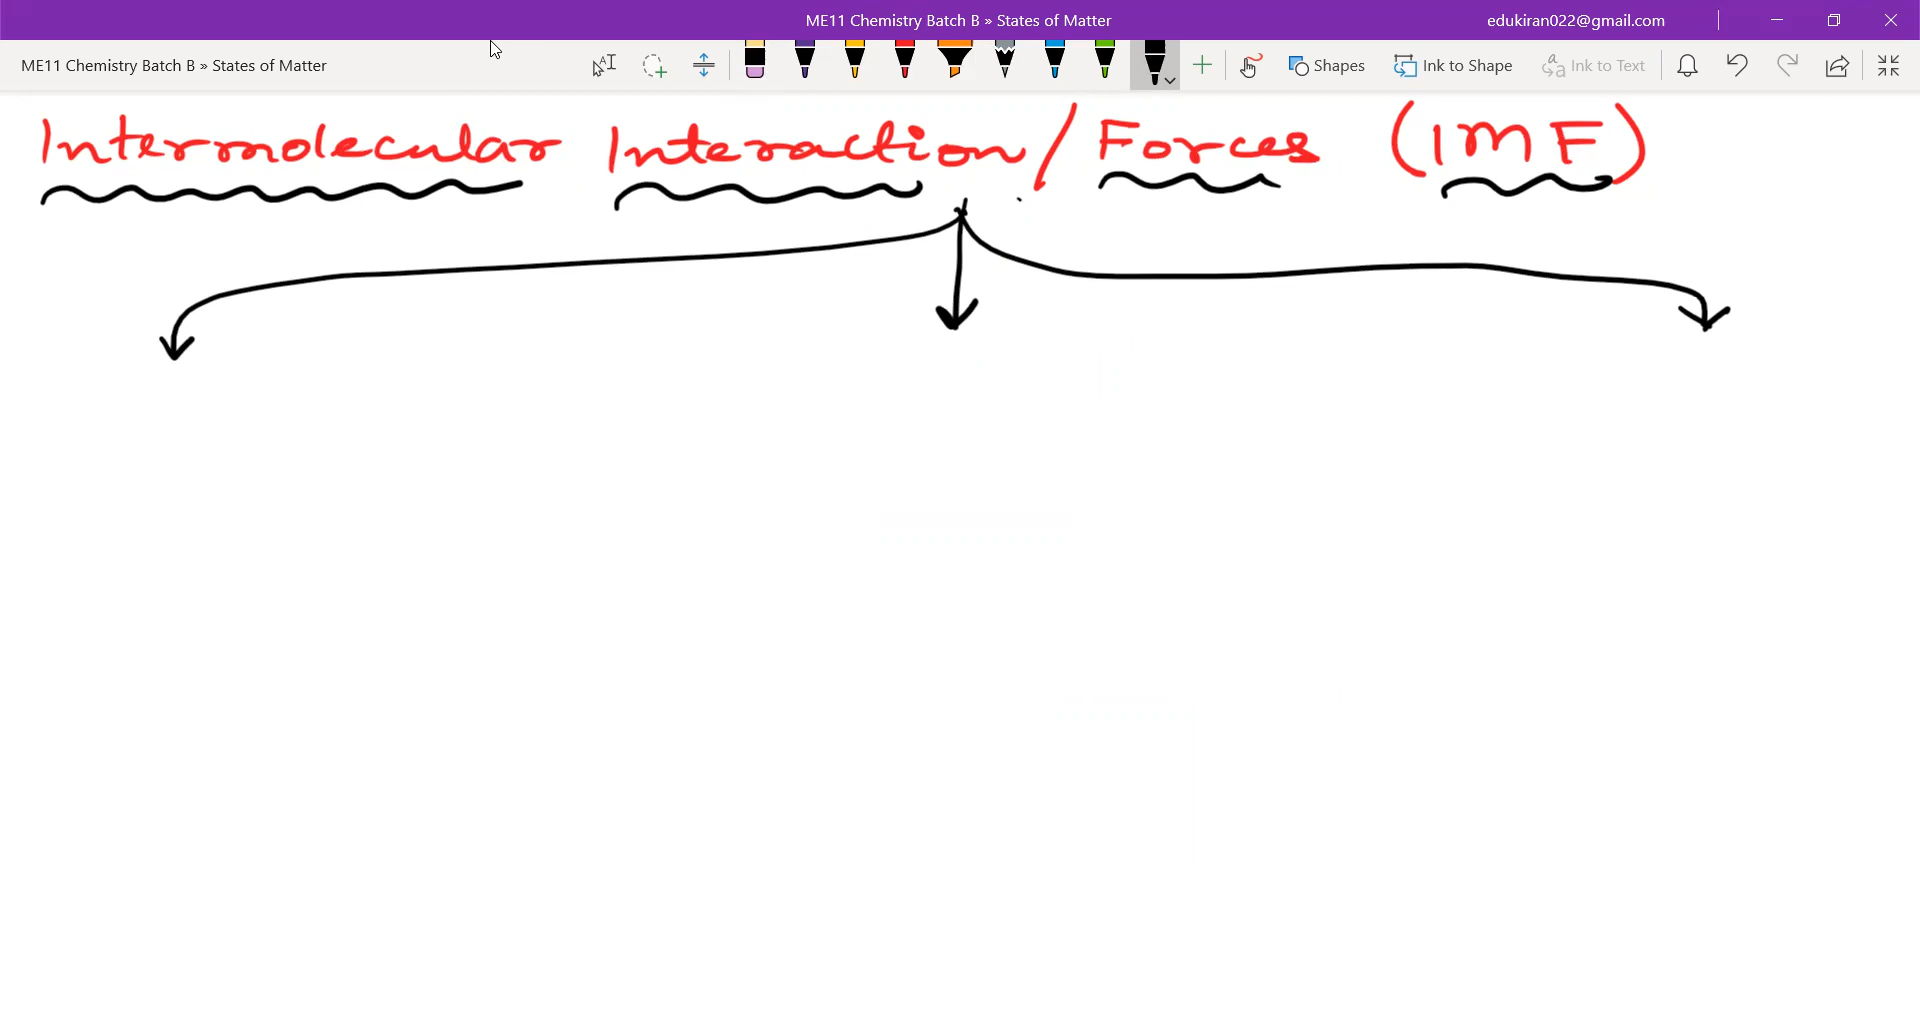 ME11 Chemistry Batch B » States of Matter
edukiran022@gmail.com
ME11 Chemistry Batch B » States of Matter
Shapes
Ink to Shape
Ink to Text
Intermolecular Interaction / Forces (IMF)